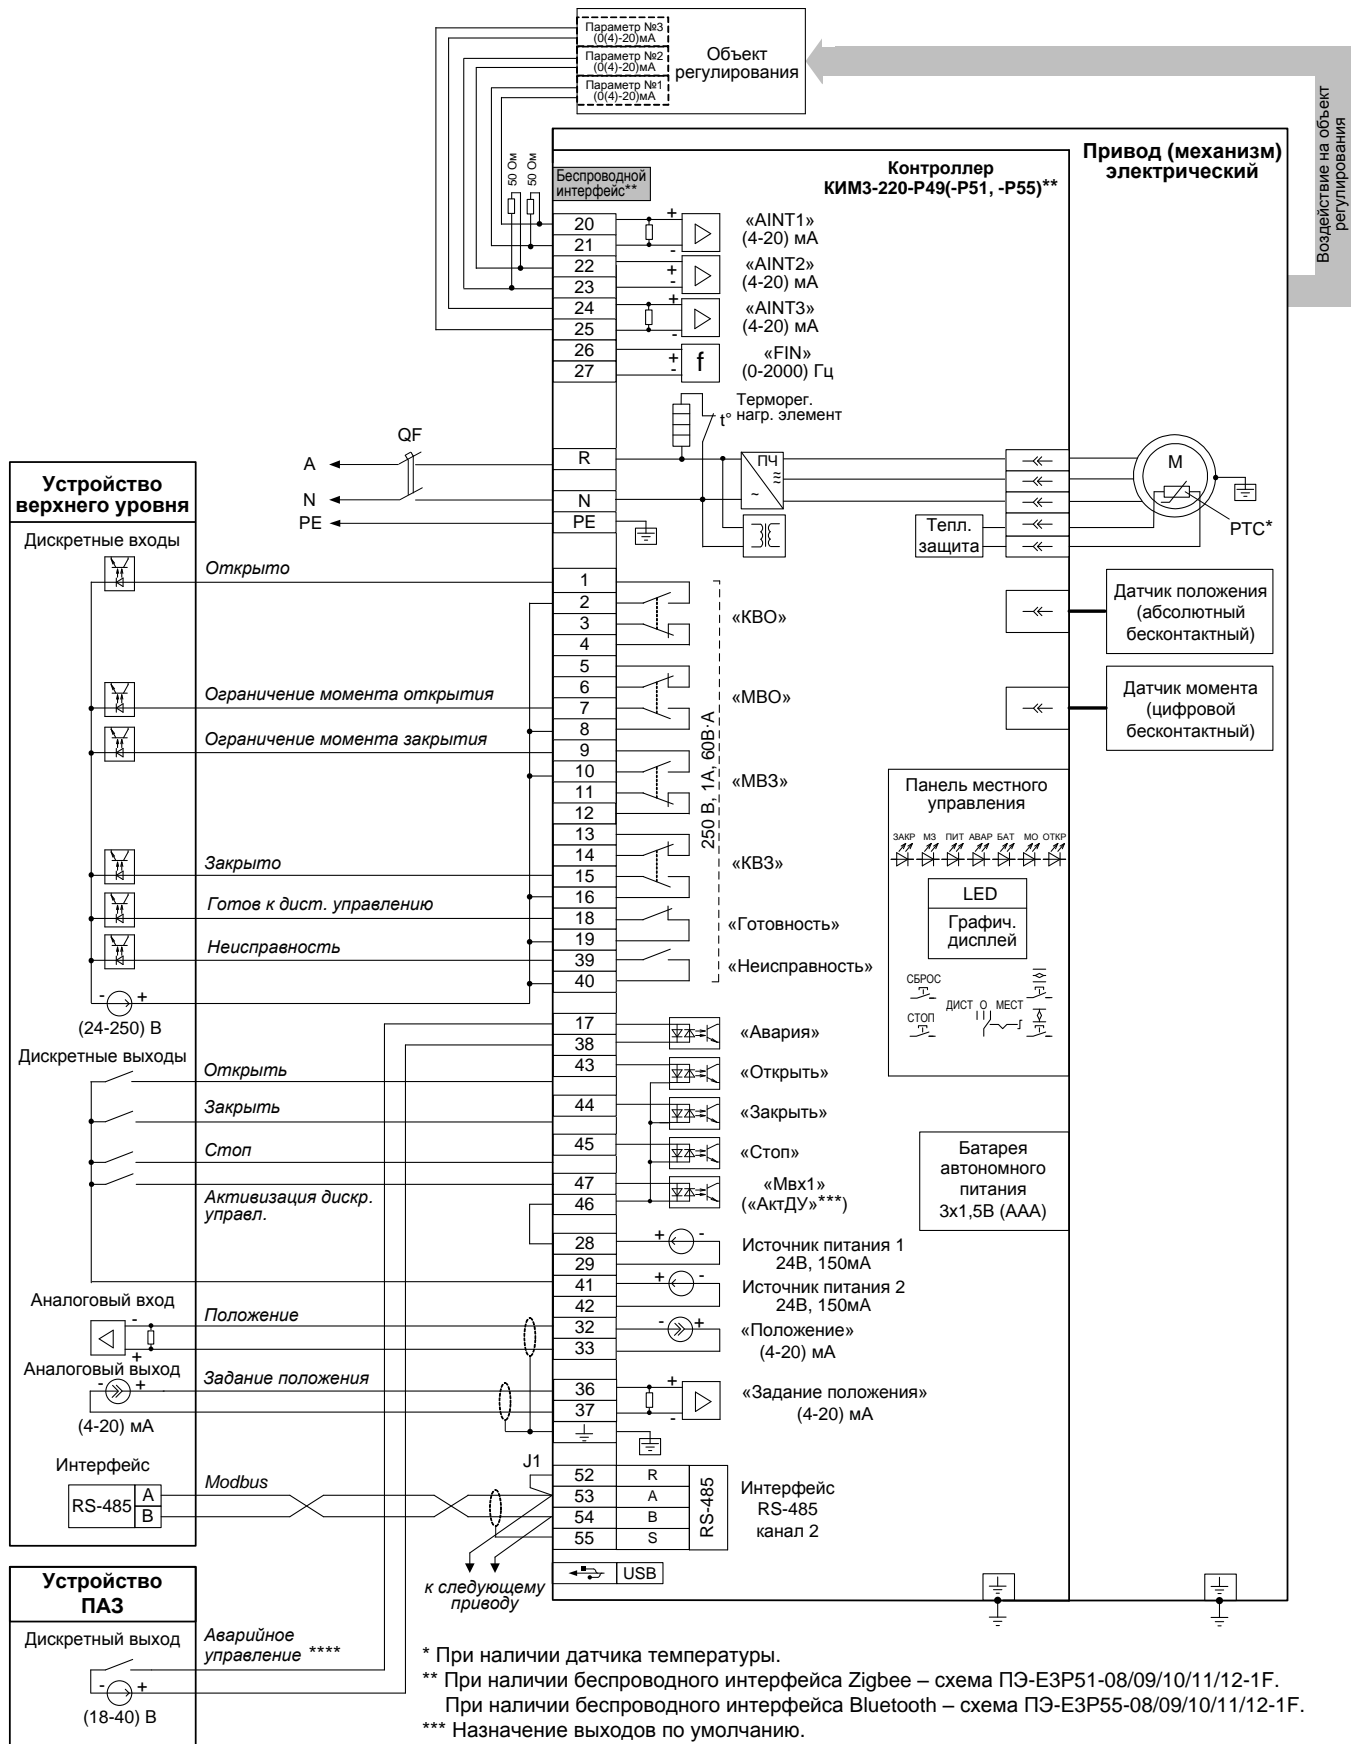 Параметр №3
(0(4)-20)мА
Параметр №2
(0(4)-20)мА
Параметр №1
(0(4)-20)мА
Объект
регулирования
Воздействие на объект
регулирования
Привод (механизм)
электрический
Контроллер
КИМ3-220-Р49(-Р51, -Р55)**
Беспроводной
интерфейс**
50 Ом
50 Ом
20
21
22
23
24
25
26
27
+
-
«AINT1»
(4-20) мА
+
-
«AINT2»
(4-20) мА
+
-
«AINT3»
(4-20) мА
+
-
f
«FIN»
(0-2000) Гц
t°
Терморег.
нагр. элемент
QF
A
N
PE
R
N
PE
ПЧ
≈
~
M
Тепл.
защита
PTC*
Датчик положения
(абсолютный
бесконтактный)
Датчик момента
(цифровой
бесконтактный)
Устройство
верхнего уровня
Дискретные входы
Открыто
Ограничение момента открытия
Ограничение момента закрытия
Закрыто
Готов к дист. управлению
Неисправность
- +
(24-250) В
1
2
3
4
5
6
7
8
9
10
11
12
13
14
15
16
18
19
39
40
250 В, 1А, 60В·А
«КВО»
«МВО»
«МВЗ»
«КВЗ»
«Готовность»
«Неисправность»
Панель местного
управления
ЗАКР МЗ ПИТ АВАР БАТ МО ОТКР
LED
Графич.
дисплей
СБРОС
СТОП
ДИСТ О МЕСТ
Дискретные выходы
Открыть
Закрыть
Стоп
Активизация дискр.
управл.
17
38
43
44
45
47
46
28
29
41
42
32
33
36
37
«Авария»
«Открыть»
«Закрыть»
«Стоп»
«Мвх1»
(«АктДУ»***)
+ -
Источник питания 1
24В, 150мА
+ -
Источник питания 2
24В, 150мА
- +
«Положение»
(4-20) мА
+
-
«Задание положения»
(4-20) мА
Батарея
автономного
питания
3х1,5В (ААА)
Аналоговый вход
-
+
Положение
Аналоговый выход
- +
Задание положения
(4-20) мА
Интерфейс
RS-485
A
B
Modbus
J1
52 R
53 A
54 B
55 S
RS-485
Интерфейс
RS-485
канал 2
USB
к следующему
приводу
Устройство
ПАЗ
Дискретный выход
- +
(18-40) В
Аварийное
управление ****
* При наличии датчика температуры.
** При наличии беспроводного интерфейса Zigbee – схема ПЭ-Е3Р51-08/09/10/11/12-1F.
При наличии беспроводного интерфейса Bluetooth – схема ПЭ-Е3Р55-08/09/10/11/12-1F.
*** Назначение выходов по умолчанию.